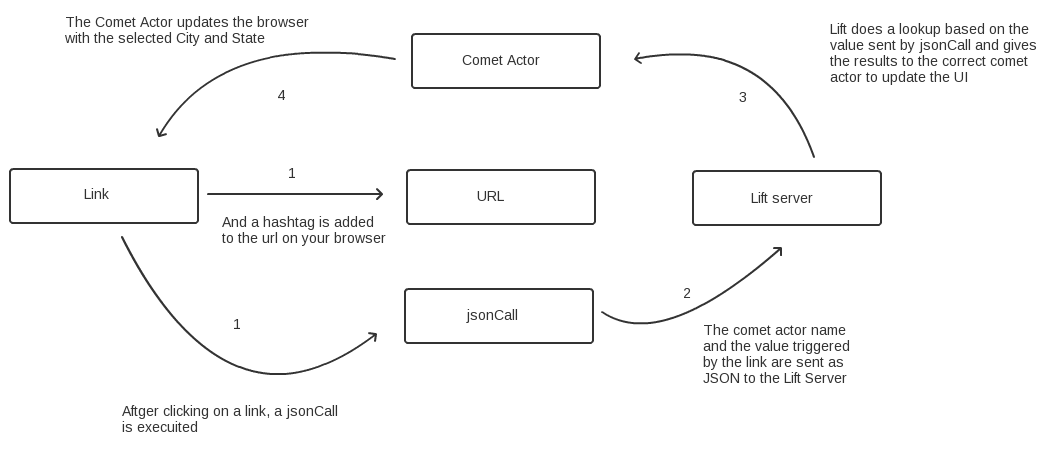 The Comet Actor updates the browser
with the selected City and State
Comet Actor
Lift does a lookup based on the
value sent by jsonCall and gives
the results to the correct comet
actor to update the UI
4
3
1
Link
URL
Lift server
And a hashtag is added
to the url on your browser
jsonCall
2
1
The comet actor name
and the value triggered
by the link are sent as
JSON to the Lift Server
Aftger clicking on a link, a jsonCall
is execuited